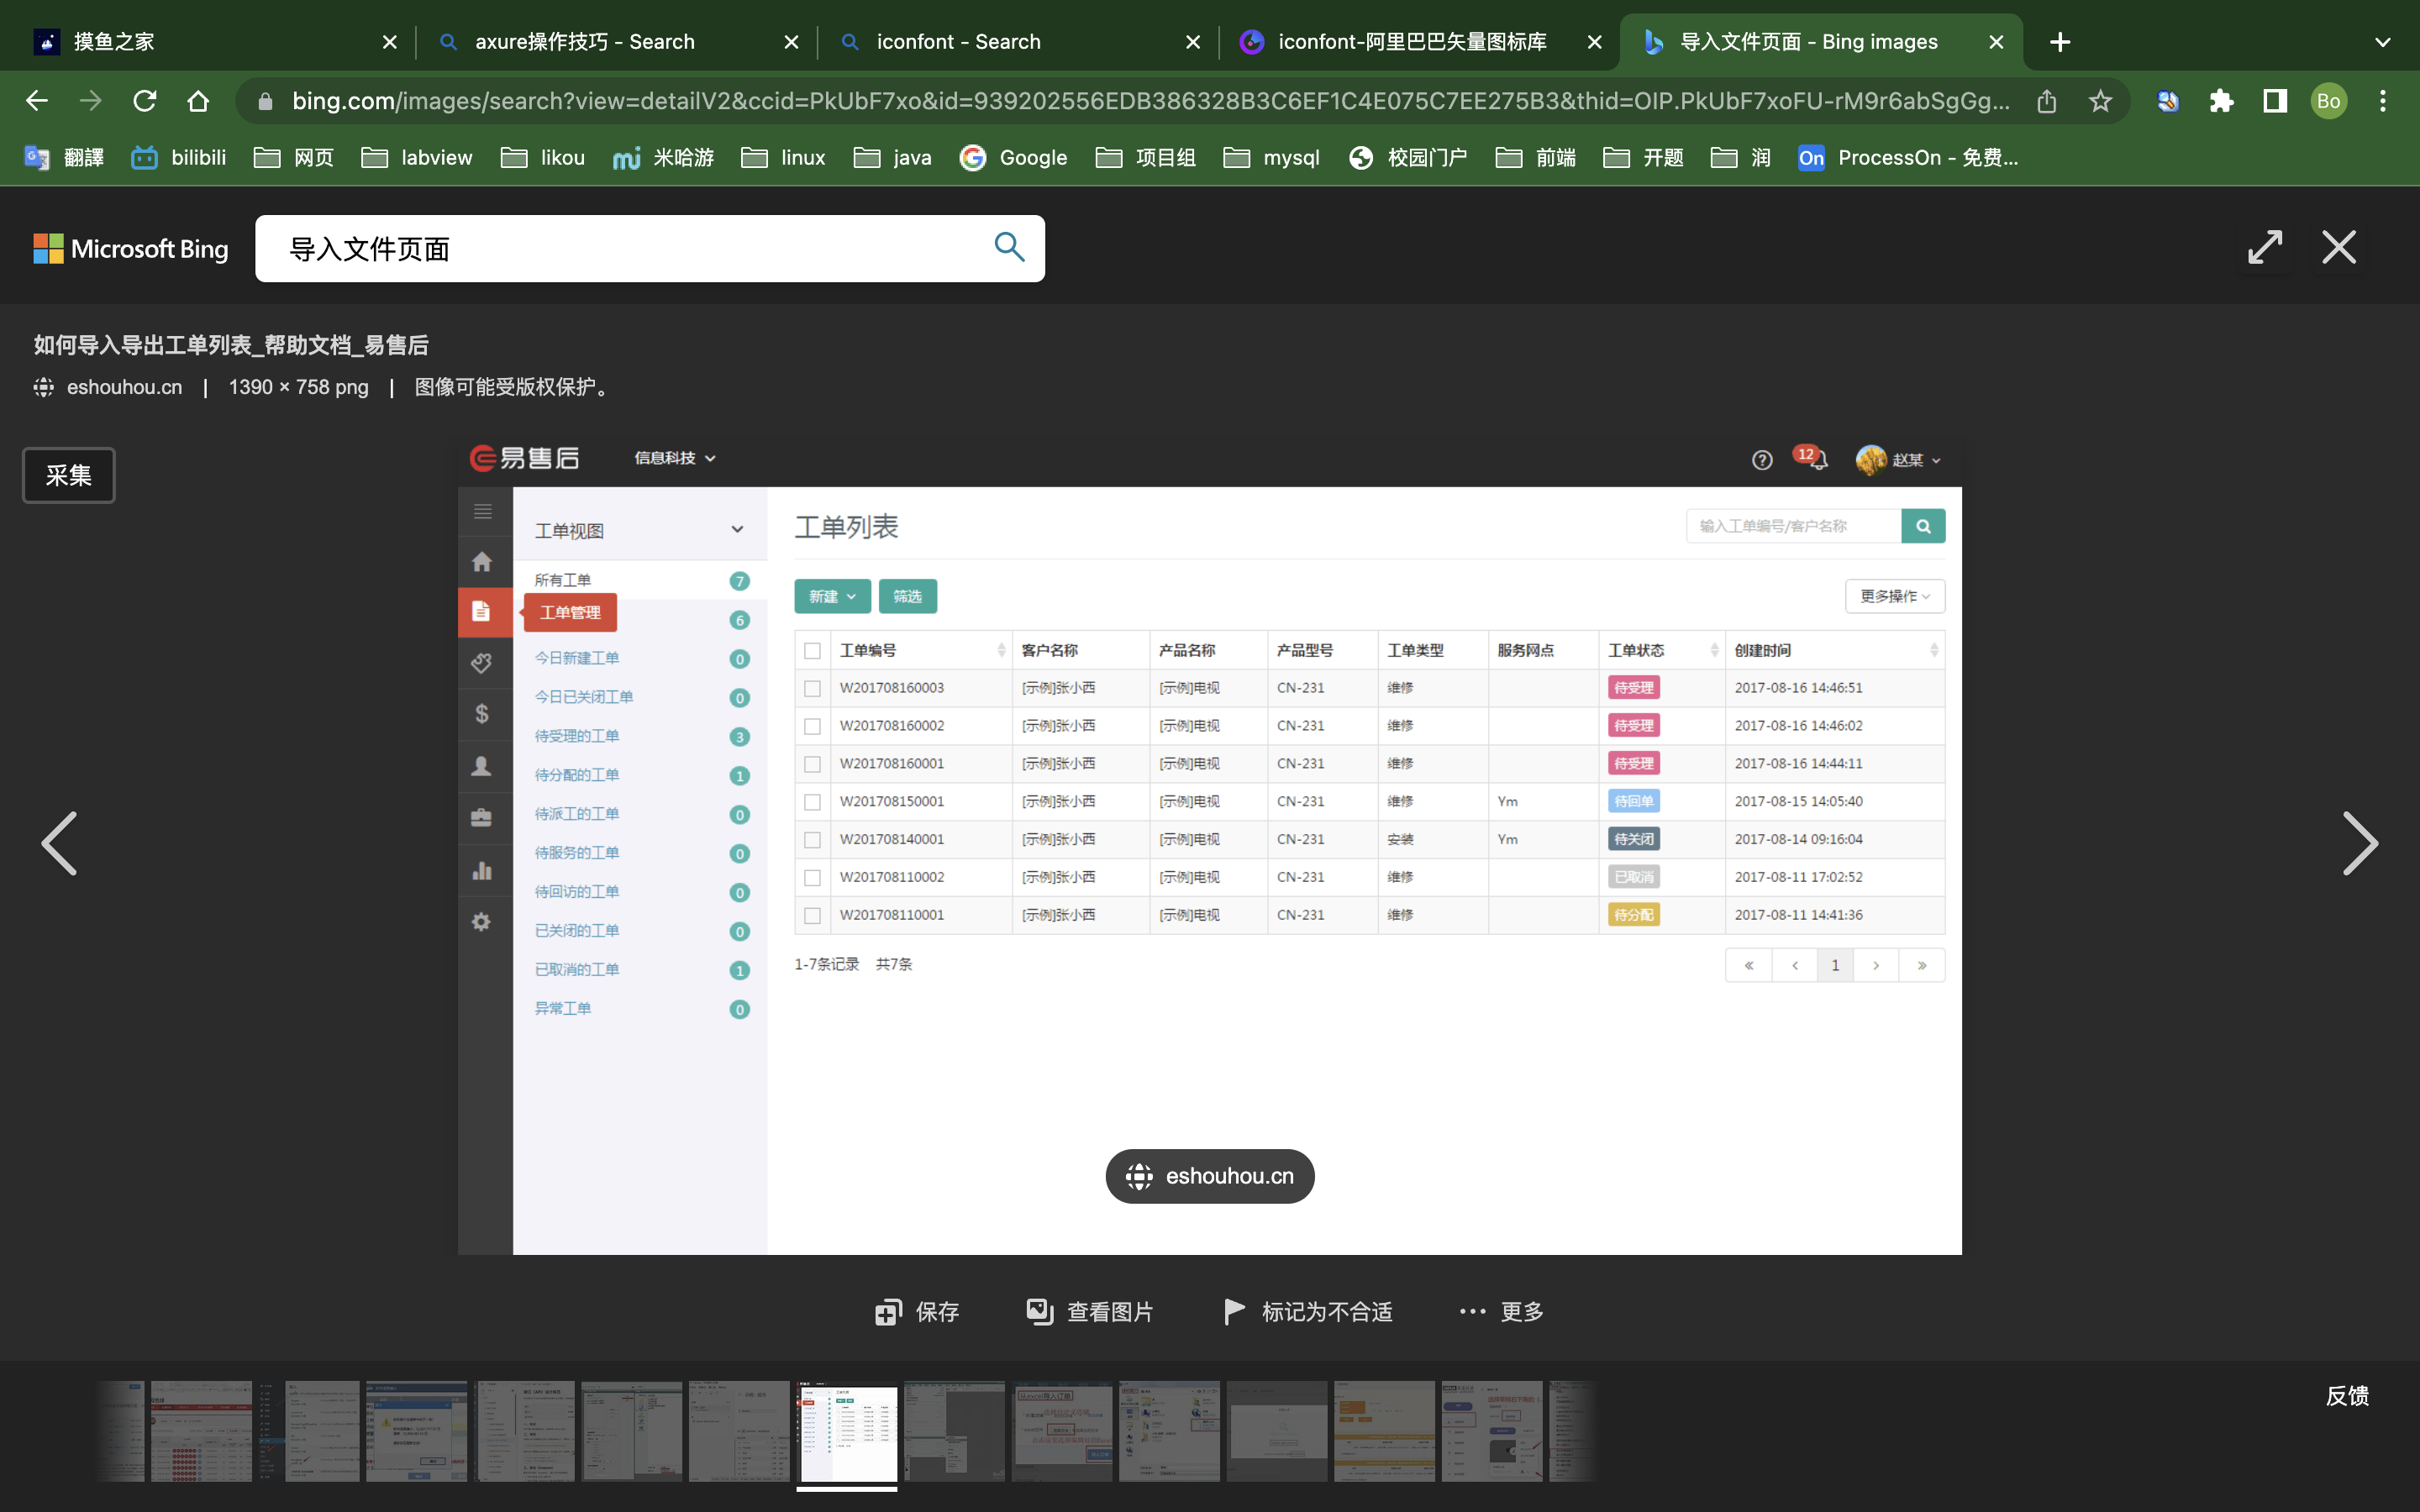 摸鱼之家
axure操作技巧 - Search
iconfont - Search
iconfont-阿里巴巴矢量图标库
导入文件页面 - Bing images
bing.com/images/search?view=detailV2&ccid=PkUbF7xo&id=939202556EDB386328B3C6EF1C4E075C7EE275B3&thid=OIP.PkUbF7xoFU-rM9r6abSgGg...
Bo
翻譯
bilibili
网页
labview
likou
米哈游
linux
java
Google
项目组
mysql
校园门户
前端
开题
润
On
ProcessOn - 免费...
Microsoft Bing
导入文件页面
如何导入导出工单列表_帮助文档_易售后
eshouhou.cn | 1390 × 758 png | 图像可能受版权保护。
采集
易售后
信息科技
12
赵某
工单视图
所有工单 7
工单管理 6
今日新建工单 0
今日已关闭工单 0
待受理的工单 3
待分配的工单 1
待派工的工单 0
待服务的工单 0
待回访的工单 0
已关闭的工单 0
已取消的工单 1
异常工单 0
工单列表
输入工单编号/客户名称
新建 筛选 更多操作
工单编号 客户名称 产品名称 产品型号 工单类型 服务网点 工单状态 创建时间
W201708160003 [示例]张小西 [示例]电视 CN-231 维修 待受理 2017-08-16 14:46:51
W201708160002 [示例]张小西 [示例]电视 CN-231 维修 待受理 2017-08-16 14:46:02
W201708160001 [示例]张小西 [示例]电视 CN-231 维修 待受理 2017-08-16 14:44:11
W201708150001 [示例]张小西 [示例]电视 CN-231 维修 Ym 待回单 2017-08-15 14:05:40
W201708140001 [示例]张小西 [示例]电视 CN-231 安装 Ym 待关闭 2017-08-14 09:16:04
W201708110002 [示例]张小西 [示例]电视 CN-231 维修 已取消 2017-08-11 17:02:52
W201708110001 [示例]张小西 [示例]电视 CN-231 维修 待分配 2017-08-11 14:41:36
1-7条记录 共7条
« ‹ 1 › »
eshouhou.cn
保存
查看图片
标记为不合适
更多
反馈